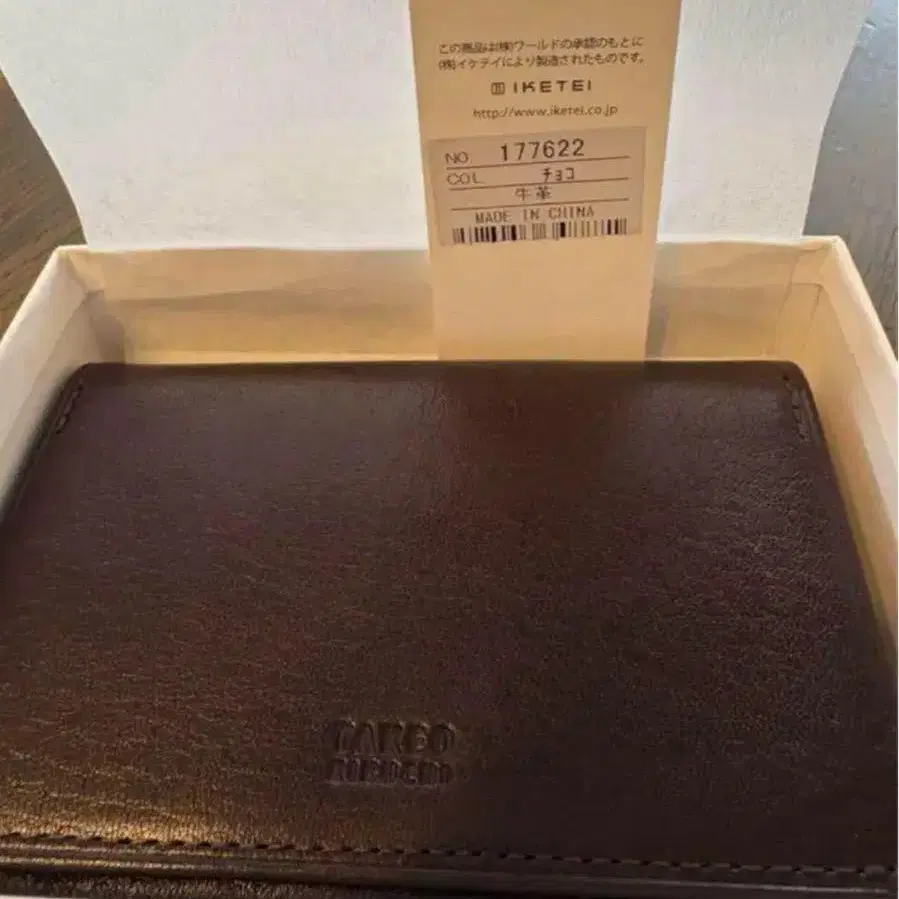 この商品は(株)ワールドの承認のもとに
(株)イケテイにより製造されたものです。
IKETEI
http://www.iketei.co.jp
NO. 177622
COL. チョコ
牛革
MADE IN CHINA
TAKEO
KIKUCHI